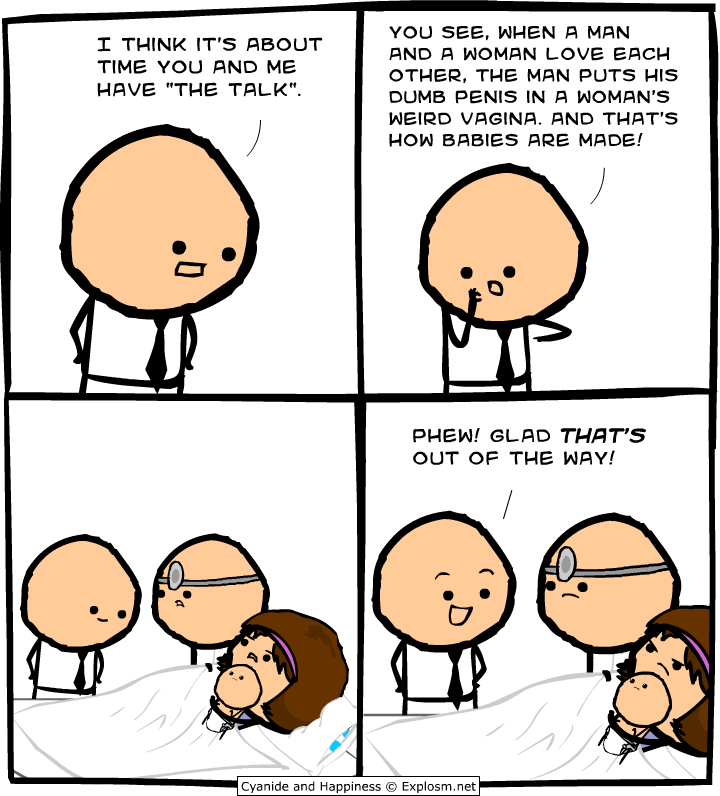 I THINK IT'S ABOUT
TIME YOU AND ME
HAVE "THE TALK".
YOU SEE, WHEN A MAN
AND A WOMAN LOVE EACH
OTHER, THE MAN PUTS HIS
DUMB PENIS IN A WOMAN'S
WEIRD VAGINA. AND THAT'S
HOW BABIES ARE MADE!
PHEW! GLAD THAT'S
OUT OF THE WAY!
Cyanide and Happiness © Explosm.net